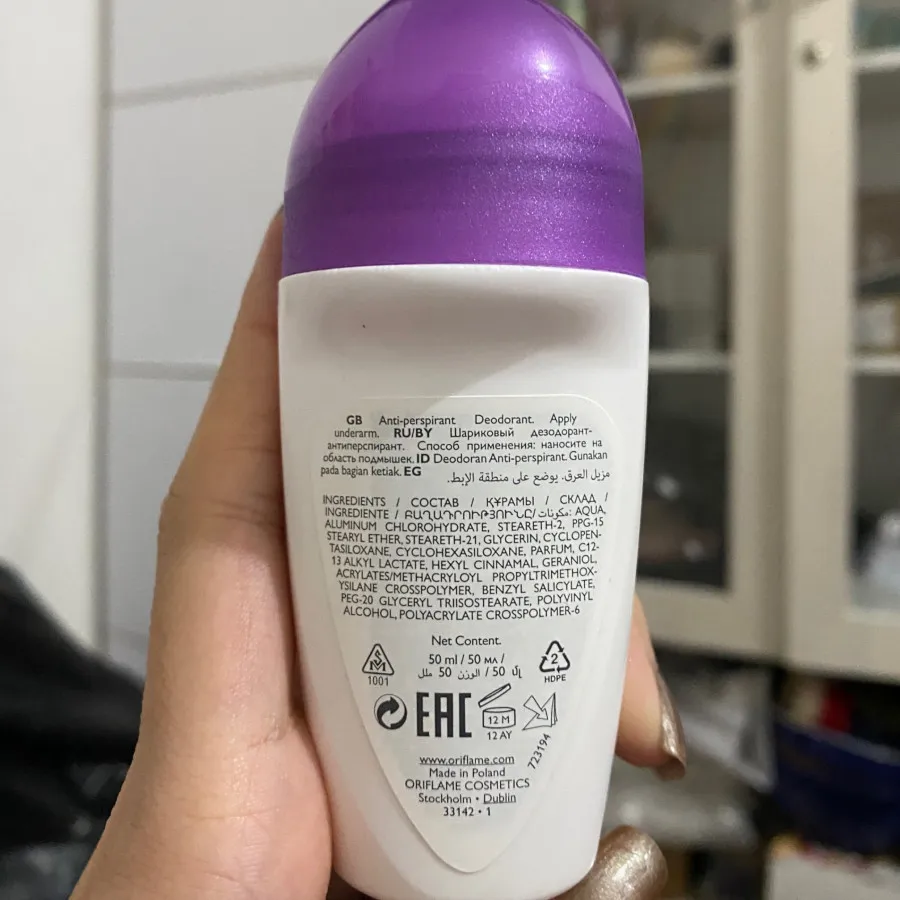 GB Anti-perspirant Deodorant. Apply
underarm. RU/BY Шариковый дезодорант-
антиперспирант. Способ применения: наносите на
область подмышек. ID Deodoran Anti-perspirant. Gunakan
pada bagian ketiak. EG مزيل العرق. يوضع على منطقة الإبط.
INGREDIENTS / СОСТАВ / ҚҰРАМЫ / СКЛАД /
INGREDIENTE / ԲԱՂԱԴՐՈՒԹՅՈՒՆԸ/ مكونات: AQUA,
ALUMINUM CHLOROHYDRATE, STEARETH-2, PPG-15
STEARYL ETHER, STEARETH-21, GLYCERIN, CYCLOPEN-
TASILOXANE, CYCLOHEXASILOXANE, PARFUM, C12-
13 ALKYL LACTATE, HEXYL CINNAMAL, GERANIOL,
ACRYLATES/METHACRYLOYL PROPYLTRIMETHOX-
YSILANE CROSSPOLYMER, BENZYL SALICYLATE,
PEG-20 GLYCERYL TRIISOSTEARATE, POLYVINYL
ALCOHOL, POLYACRYLATE CROSSPOLYMER-6
Net Content.
50 ml / 50 мл /
50 մլ / الوزن 50 ملل
1001
2
HDPE
EAC
12 M
12 AY
723194
www.oriflame.com
Made in Poland
ORIFLAME COSMETICS
Stockholm • Dublin
33142 • 1